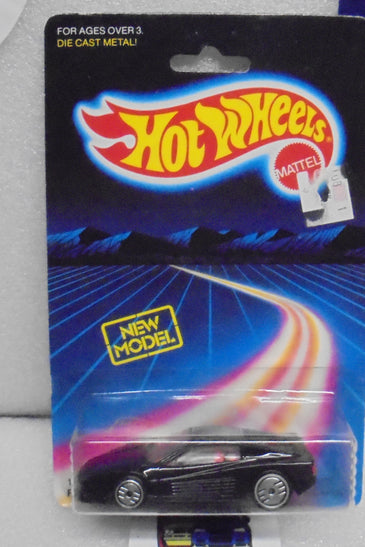 FOR AGES OVER 3.
DIE CAST METAL!
HOT WHEELS®
MATTEL
NEW
MODEL